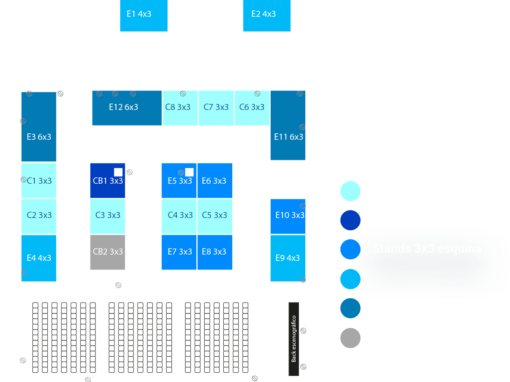 E1 4x3
E2 4x3
E12 6x3
C8 3x3
C7 3x3
C6 3x3
E3 6x3
E11 6x3
C1 3x3
CB1 3x3
E5 3x3
E6 3x3
C2 3x3
C3 3x3
C4 3x3
C5 3x3
E10 3x3
E4 4x3
CB2 3x3
E7 3x3
E8 3x3
E9 4x3
Stands 3x3 esquina
Back escenográfico